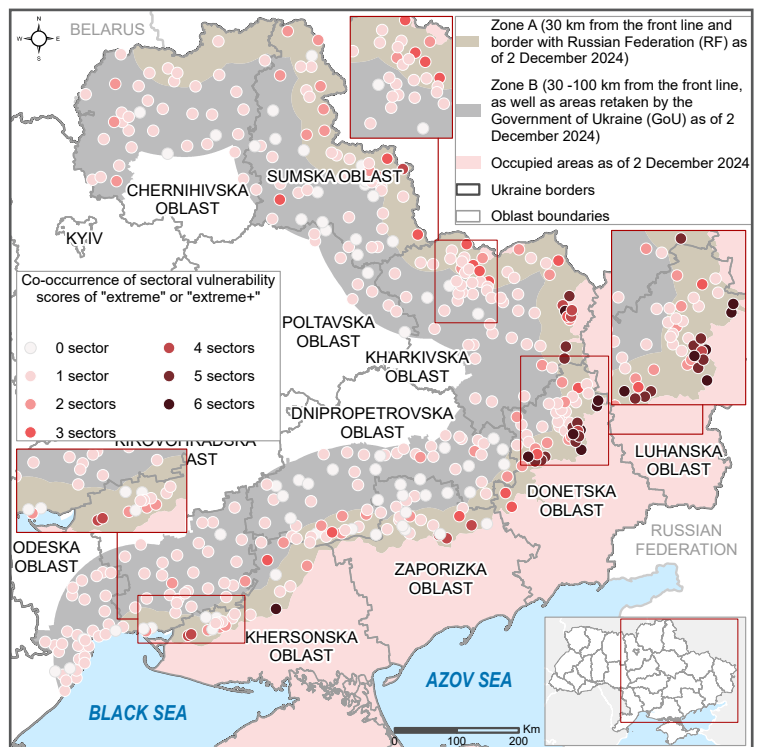 BELARUS
N
W
E
S
Zone A (30 km from the front line and
border with Russian Federation (RF) as
of 2 December 2024)
Zone B (30 -100 km from the front line,
as well as areas retaken by the
Government of Ukraine (GoU) as of 2
December 2024)
Occupied areas as of 2 December 2024
Ukraine borders
Oblast boundaries
CHERNIHIVSKA
OBLAST
SUMSKA OBLAST
KYIV
Co-occurrence of sectoral vulnerability
scores of "extreme" or "extreme+"
0 sector
1 sector
2 sectors
3 sectors
4 sectors
5 sectors
6 sectors
POLTAVSKA
OBLAST
KHARKIVSKA
OBLAST
DNIPROPETROVSKA
OBLAST
KIROVOHRADSKA
AST
LUHANSKA
OBLAST
DONETSKA
OBLAST
ODESKA
OBLAST
RUSSIAN
FEDERATION
ZAPORIZKA
OBLAST
KHERSONSKA
OBLAST
AZOV SEA
BLACK SEA
Km
0 100 200